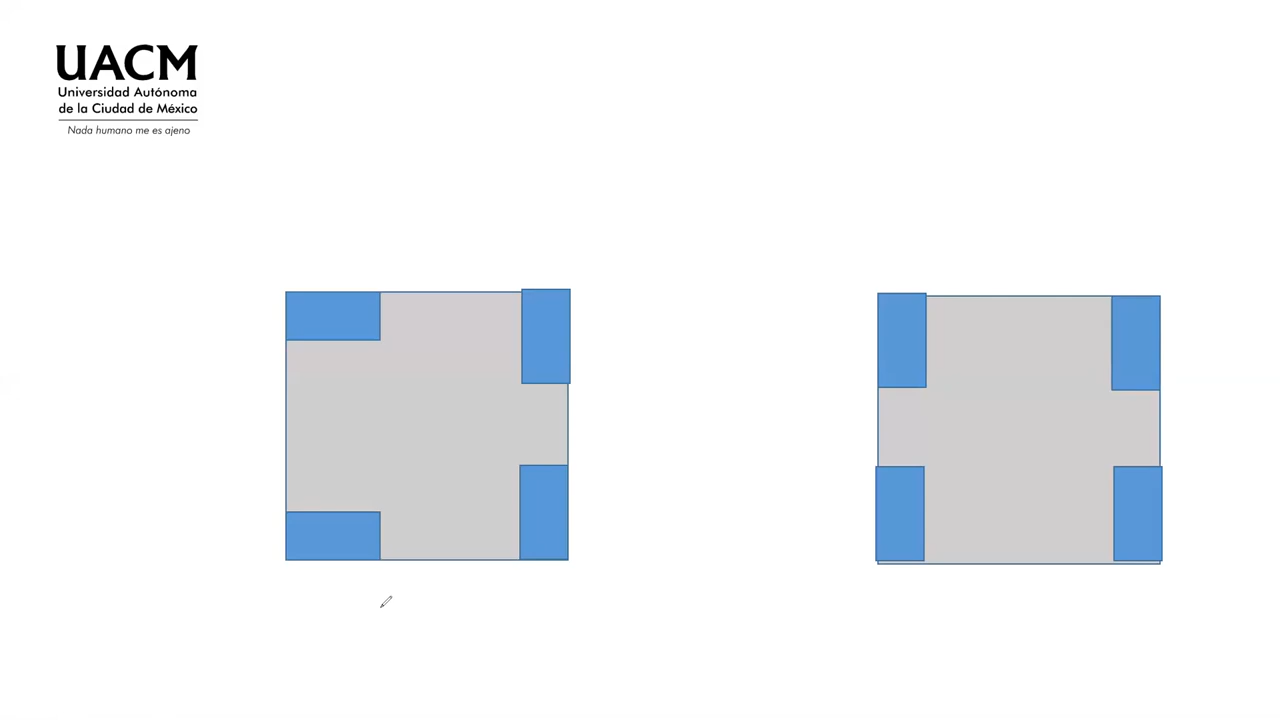 UACM
Universidad Autónoma
de la Ciudad de México
Nada humano me es ajeno